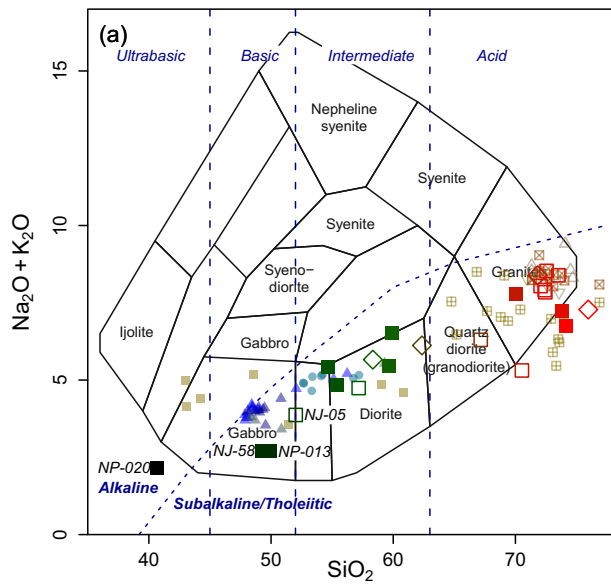 (a)
Ultrabasic
Basic
Intermediate
Acid
Nepheline
syenite
Syenite
Syenite
Syeno-
diorite
Granite
Ijolite
Gabbro
Quartz
diorite
(granodiorite)
NJ-05
Diorite
Gabbro
NJ-58
NP-013
NP-020
Alkaline
Subalkaline/Tholeiitic
0
5
10
15
Na₂O + K₂O
40
50
60
70
SiO₂